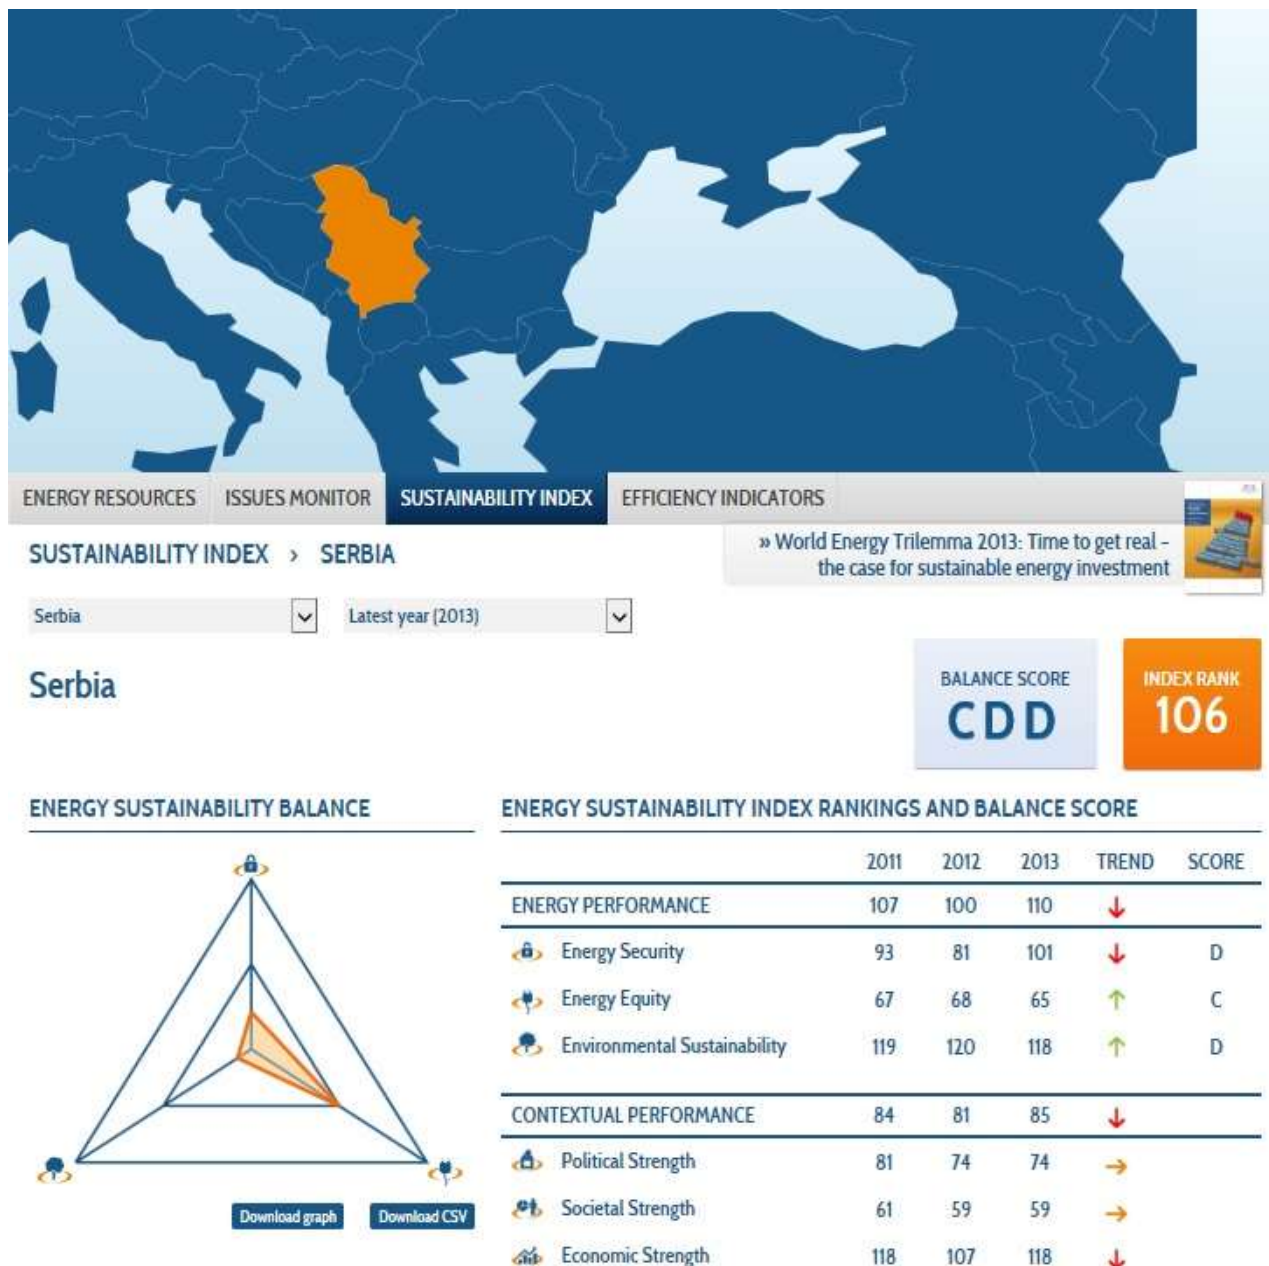 ENERGY RESOURCES ISSUES MONITOR SUSTAINABILITY INDEX EFFICIENCY INDICATORS
SUSTAINABILITY INDEX › SERBIA
» World Energy Trilemma 2013: Time to get real –
the case for sustainable energy investment
Serbia Latest year (2013)
Serbia
BALANCE SCORE
CDD
INDEX RANK
106
ENERGY SUSTAINABILITY BALANCE
Download graph Download CSV
ENERGY SUSTAINABILITY INDEX RANKINGS AND BALANCE SCORE
2011 2012 2013 TREND SCORE
ENERGY PERFORMANCE 107 100 110 ↓
Energy Security 93 81 101 ↓ D
Energy Equity 67 68 65 ↑ C
Environmental Sustainability 119 120 118 ↑ D
CONTEXTUAL PERFORMANCE 84 81 85 ↓
Political Strength 81 74 74 →
Societal Strength 61 59 59 →
Economic Strength 118 107 118 ↓